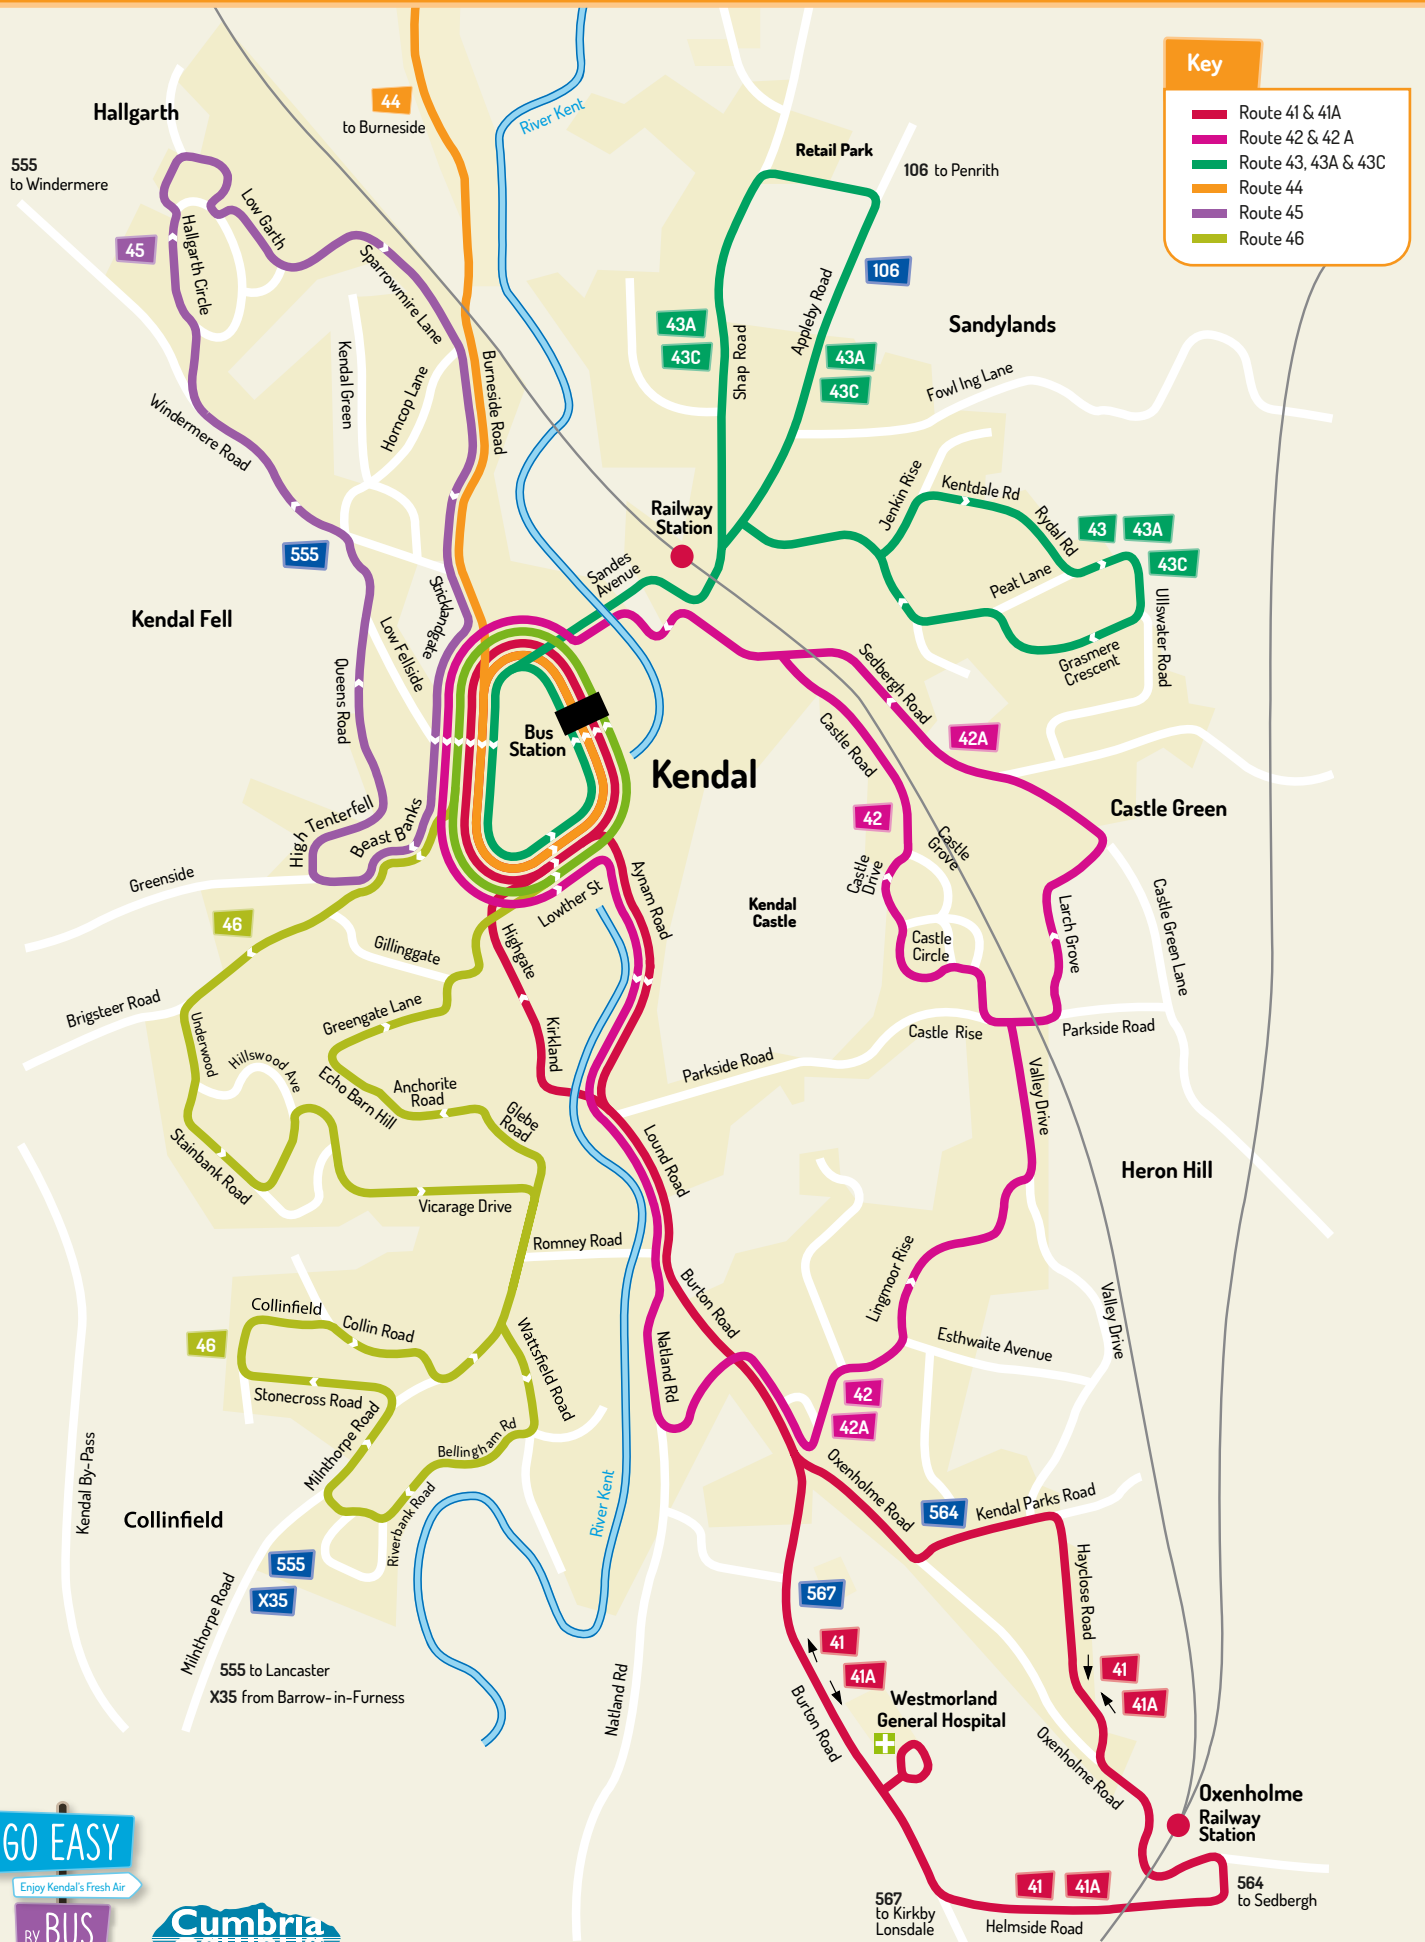 Key
Route 41 & 41A
Route 42 & 42 A
Route 43, 43A & 43C
Route 44
Route 45
Route 46
Hallgarth
44
to Burneside
River Kent
555
to Windermere
45
Low Garth
Hallgarth Circle
Sparrowmire Lane
Retail Park
106 to Penrith
106
Sandylands
43A
43C
Shap Road
Appleby Road
43A
43C
Fowl Ing Lane
Kendal Green
Horncop Lane
Burneside Road
Windermere Road
555
Railway
Station
Jenkin Rise
Kentdale Rd
Rydal Rd
43
43A
43C
Peat Lane
Ullswater Road
Grasmere
Crescent
Sandes
Avenue
Stricklandgate
Kendal Fell
Low Fellside
Queens Road
Sedbergh Road
Castle Road
42A
Bus
Station
Kendal
Castle Green
42
Castle
Grove
Castle
Drive
High Tenterfell
Beast Banks
Greenside
46
Lowther St
Aynam Road
Kendal
Castle
Castle
Circle
Larch Grove
Castle Green Lane
Gillinggate
Highgate
Brigsteer Road
Greengate Lane
Underwood
Kirkland
Castle Rise
Parkside Road
Parkside Road
Hillswood Ave
Echo Barn Hill
Anchorite
Road
Glebe
Road
Valley Drive
Stainbank Road
Lound Road
Heron Hill
Vicarage Drive
Romney Road
Lingmoor Rise
Burton Road
Valley Drive
Collinfield
Collin Road
46
Wattsfield Road
Natland Rd
Esthwaite Avenue
Stonecross Road
42
42A
Milnthorpe Road
Bellingham Rd
Kendal By-Pass
Collinfield
Riverbank Road
River Kent
Oxenholme Road
564
Kendal Parks Road
Hayclose Road
555
X35
567
Milnthorpe Road
41
41A
41
41A
555 to Lancaster
X35 from Barrow-in-Furness
Natland Rd
Burton Road
Westmorland
General Hospital
Oxenholme Road
Oxenholme
Railway
Station
GO EASY
Enjoy Kendal's Fresh Air
BY BUS
Cumbria
41
41A
567
to Kirkby
Lonsdale
Helmside Road
564
to Sedbergh